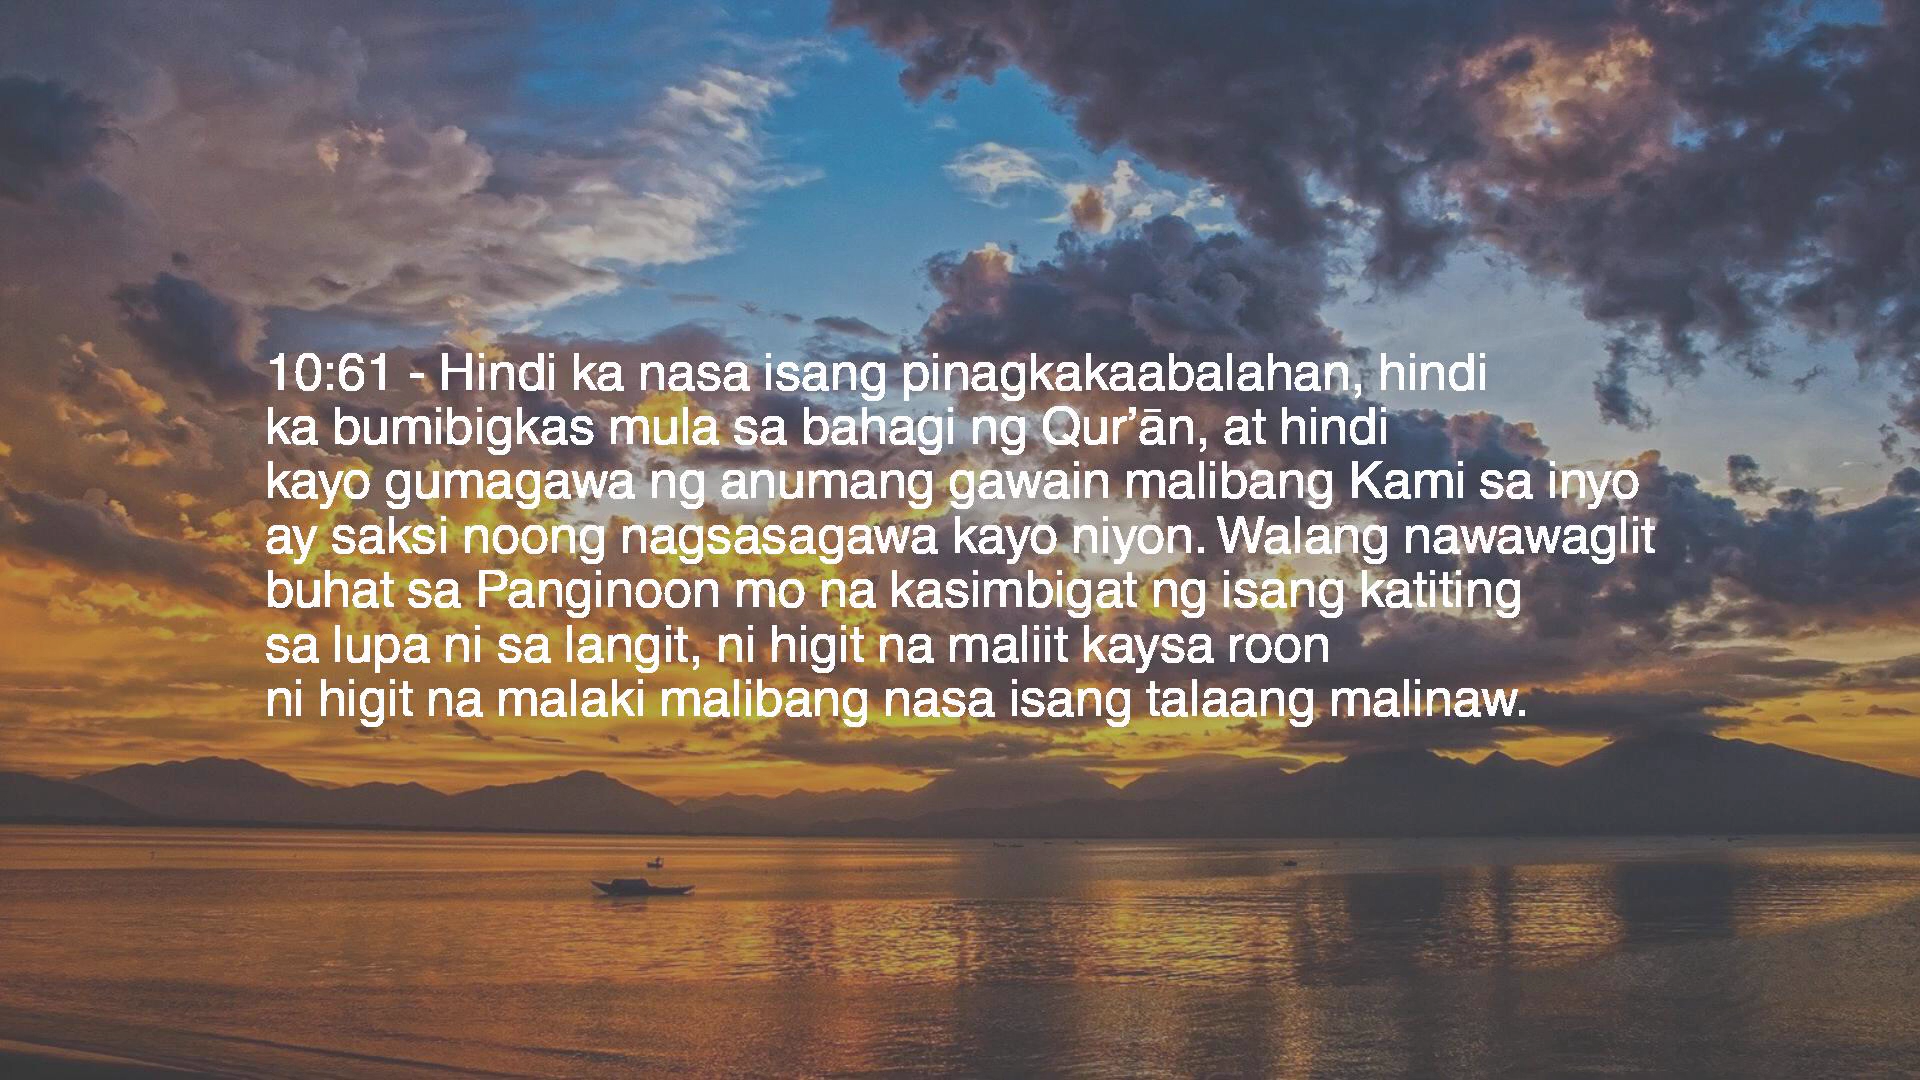 10:61 - Hindi ka nasa isang pinagkakaabalahan, hindi
ka bumibigkas mula sa bahagi ng Qur’ān, at hindi
kayo gumagawa ng anumang gawain malibang Kami sa inyo
ay saksi noong nagsasagawa kayo niyon. Walang nawawaglit
buhat sa Panginoon mo na kasimbigat ng isang katiting
sa lupa ni sa langit, ni higit na maliit kaysa roon
ni higit na malaki malibang nasa isang talaang malinaw.